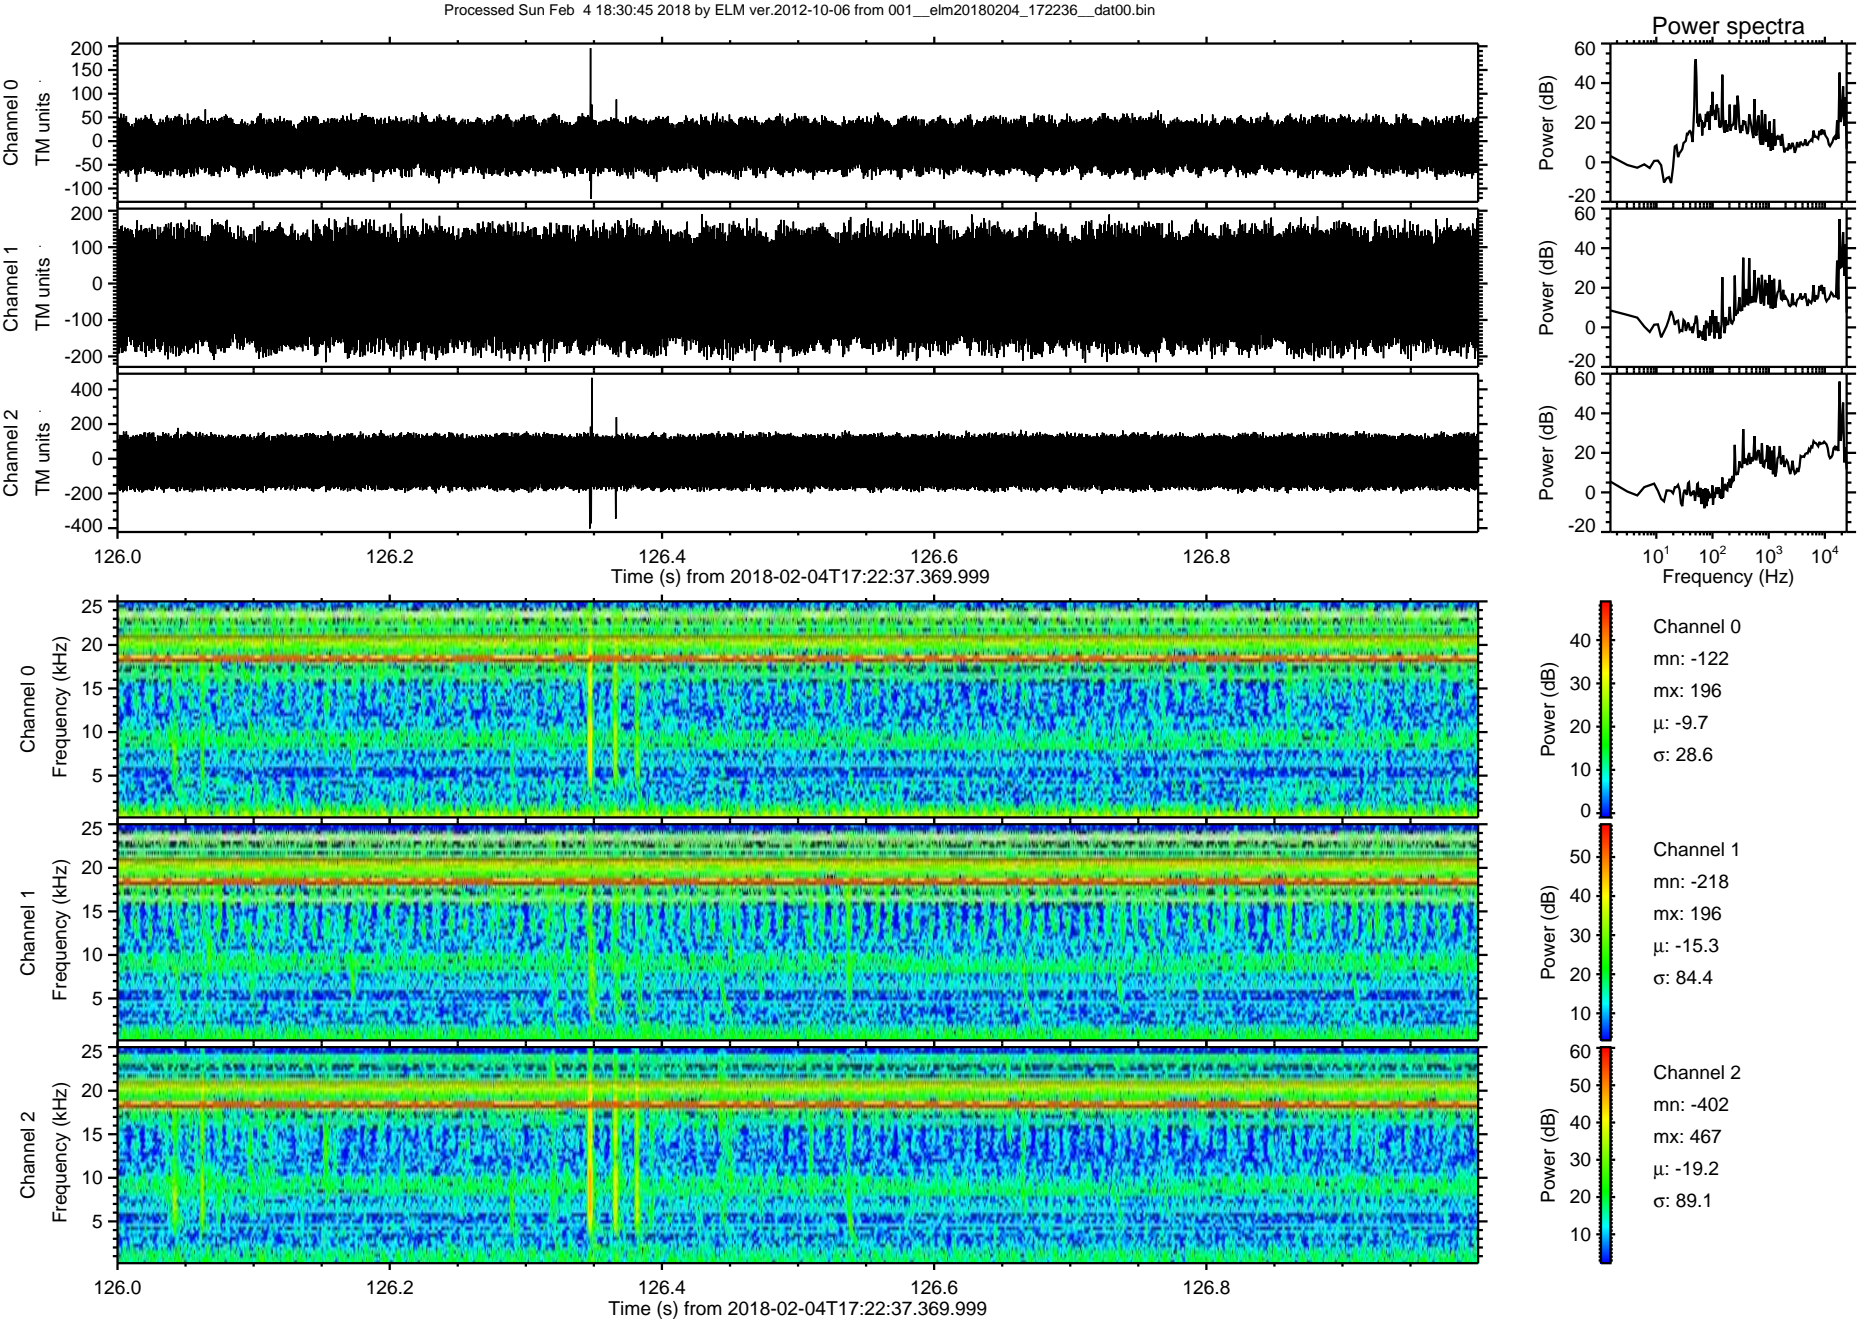 Processed Sun Feb  4 18:30:45 2018 by ELM ver.2012-10-06 from 001__elm20180204_172236__dat00.bin
Power spectra
Channel 0
TM units
200
150
100
50
0
-50
-100
Power (dB)
60
40
20
0
-20
Channel 1
TM units
200
100
0
-100
-200
Power (dB)
60
40
20
0
-20
Channel 2
TM units
400
200
0
-200
-400
Power (dB)
60
40
20
0
-20
126.0 126.2 126.4 126.6 126.8
Time (s) from 2018-02-04T17:22:37.369.999
10¹ 10² 10³ 10⁴
Frequency (Hz)
Channel 0
Frequency (kHz)
25
20
15
10
5
Power (dB)
40
30
20
10
0
Channel 0
mn: -122
mx: 196
μ: -9.7
σ: 28.6
Channel 1
Frequency (kHz)
25
20
15
10
5
Power (dB)
50
40
30
20
10
Channel 1
mn: -218
mx: 196
μ: -15.3
σ: 84.4
Channel 2
Frequency (kHz)
25
20
15
10
5
Power (dB)
60
50
40
30
20
10
Channel 2
mn: -402
mx: 467
μ: -19.2
σ: 89.1
126.0 126.2 126.4 126.6 126.8
Time (s) from 2018-02-04T17:22:37.369.999